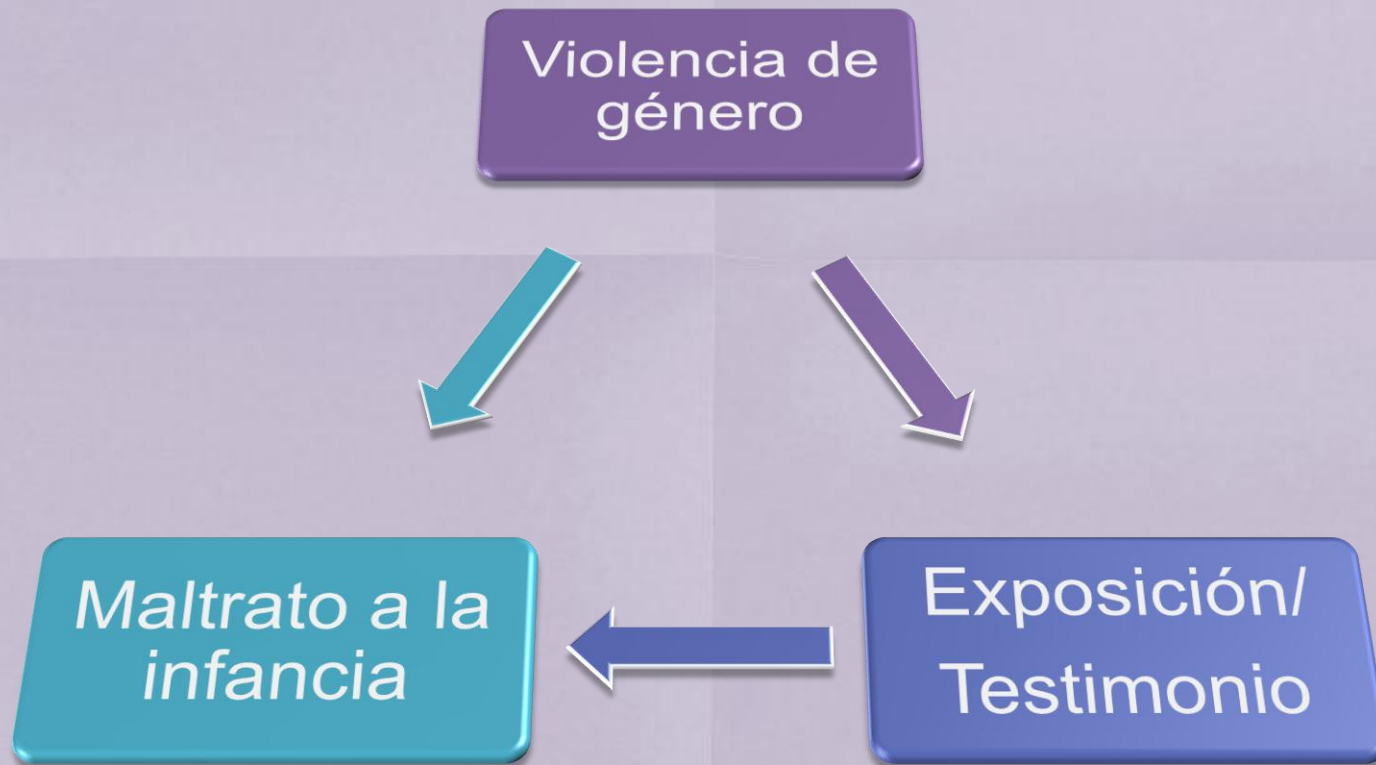 Violencia de
género
Maltrato a la
infancia
Exposición/
Testimonio